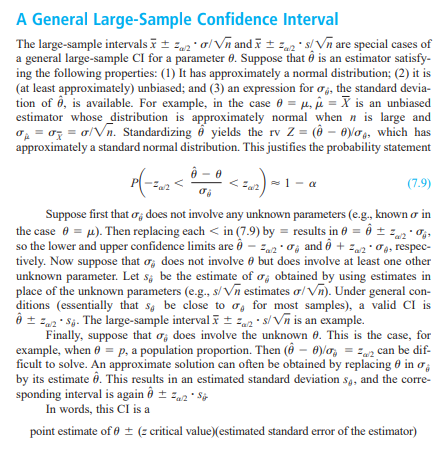 A General Large-Sample Confidence Interval
The large-sample intervals x̄ ± z_{α/2} · σ/√n and x̄ ± z_{α/2} · s/√n are special cases of
a general large-sample CI for a parameter θ. Suppose that θ̂ is an estimator satisfy-
ing the following properties: (1) It has approximately a normal distribution; (2) it is
(at least approximately) unbiased; and (3) an expression for σ_θ̂, the standard devia-
tion of θ̂, is available. For example, in the case θ = μ, μ̂ = X̄ is an unbiased
estimator whose distribution is approximately normal when n is large and
σ_μ̂ = σ_X̄ = σ/√n. Standardizing θ̂ yields the rv Z = (θ̂ − θ)/σ_θ̂, which has
approximately a standard normal distribution. This justifies the probability statement
P(−z_{α/2} < (θ̂ − θ)/σ_θ̂ < z_{α/2}) ≈ 1 − α (7.9)
Suppose first that σ_θ̂ does not involve any unknown parameters (e.g., known σ in
the case θ = μ). Then replacing each < in (7.9) by = results in θ = θ̂ ± z_{α/2} · σ_θ̂,
so the lower and upper confidence limits are θ̂ − z_{α/2} · σ_θ̂ and θ̂ + z_{α/2} · σ_θ̂, respec-
tively. Now suppose that σ_θ̂ does not involve θ but does involve at least one other
unknown parameter. Let s_θ̂ be the estimate of σ_θ̂ obtained by using estimates in
place of the unknown parameters (e.g., s/√n estimates σ/√n). Under general con-
ditions (essentially that s_θ̂ be close to σ_θ̂ for most samples), a valid CI is
θ̂ ± z_{α/2} · s_θ̂. The large-sample interval x̄ ± z_{α/2} · s/√n is an example.
Finally, suppose that σ_θ̂ does involve the unknown θ. This is the case, for
example, when θ = p, a population proportion. Then (θ̂ − θ)/σ_θ̂ = z_{α/2} can be dif-
ficult to solve. An approximate solution can often be obtained by replacing θ in σ_θ̂
by its estimate θ̂. This results in an estimated standard deviation s_θ̂, and the corre-
sponding interval is again θ̂ ± z_{α/2} · s_θ̂.
In words, this CI is a
point estimate of θ ± (z critical value)(estimated standard error of the estimator)